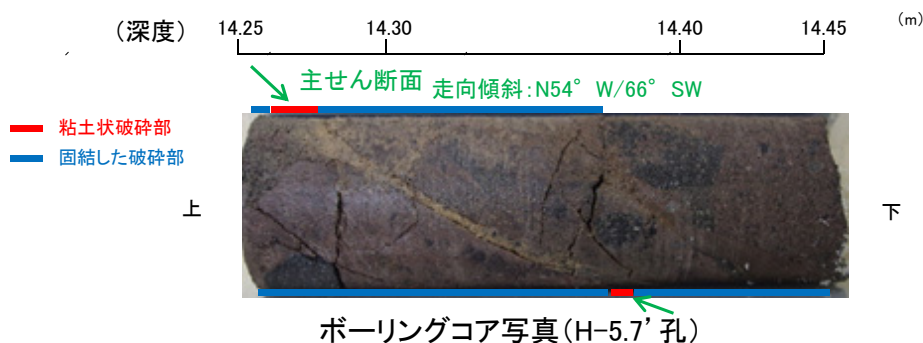 (m)
(深度) 14.25 14.30 14.40 14.45
主せん断面 走向傾斜:N54° W/66° SW
粘土状破砕部
固結した破砕部
上 下
ボーリングコア写真(H-5.7'孔)